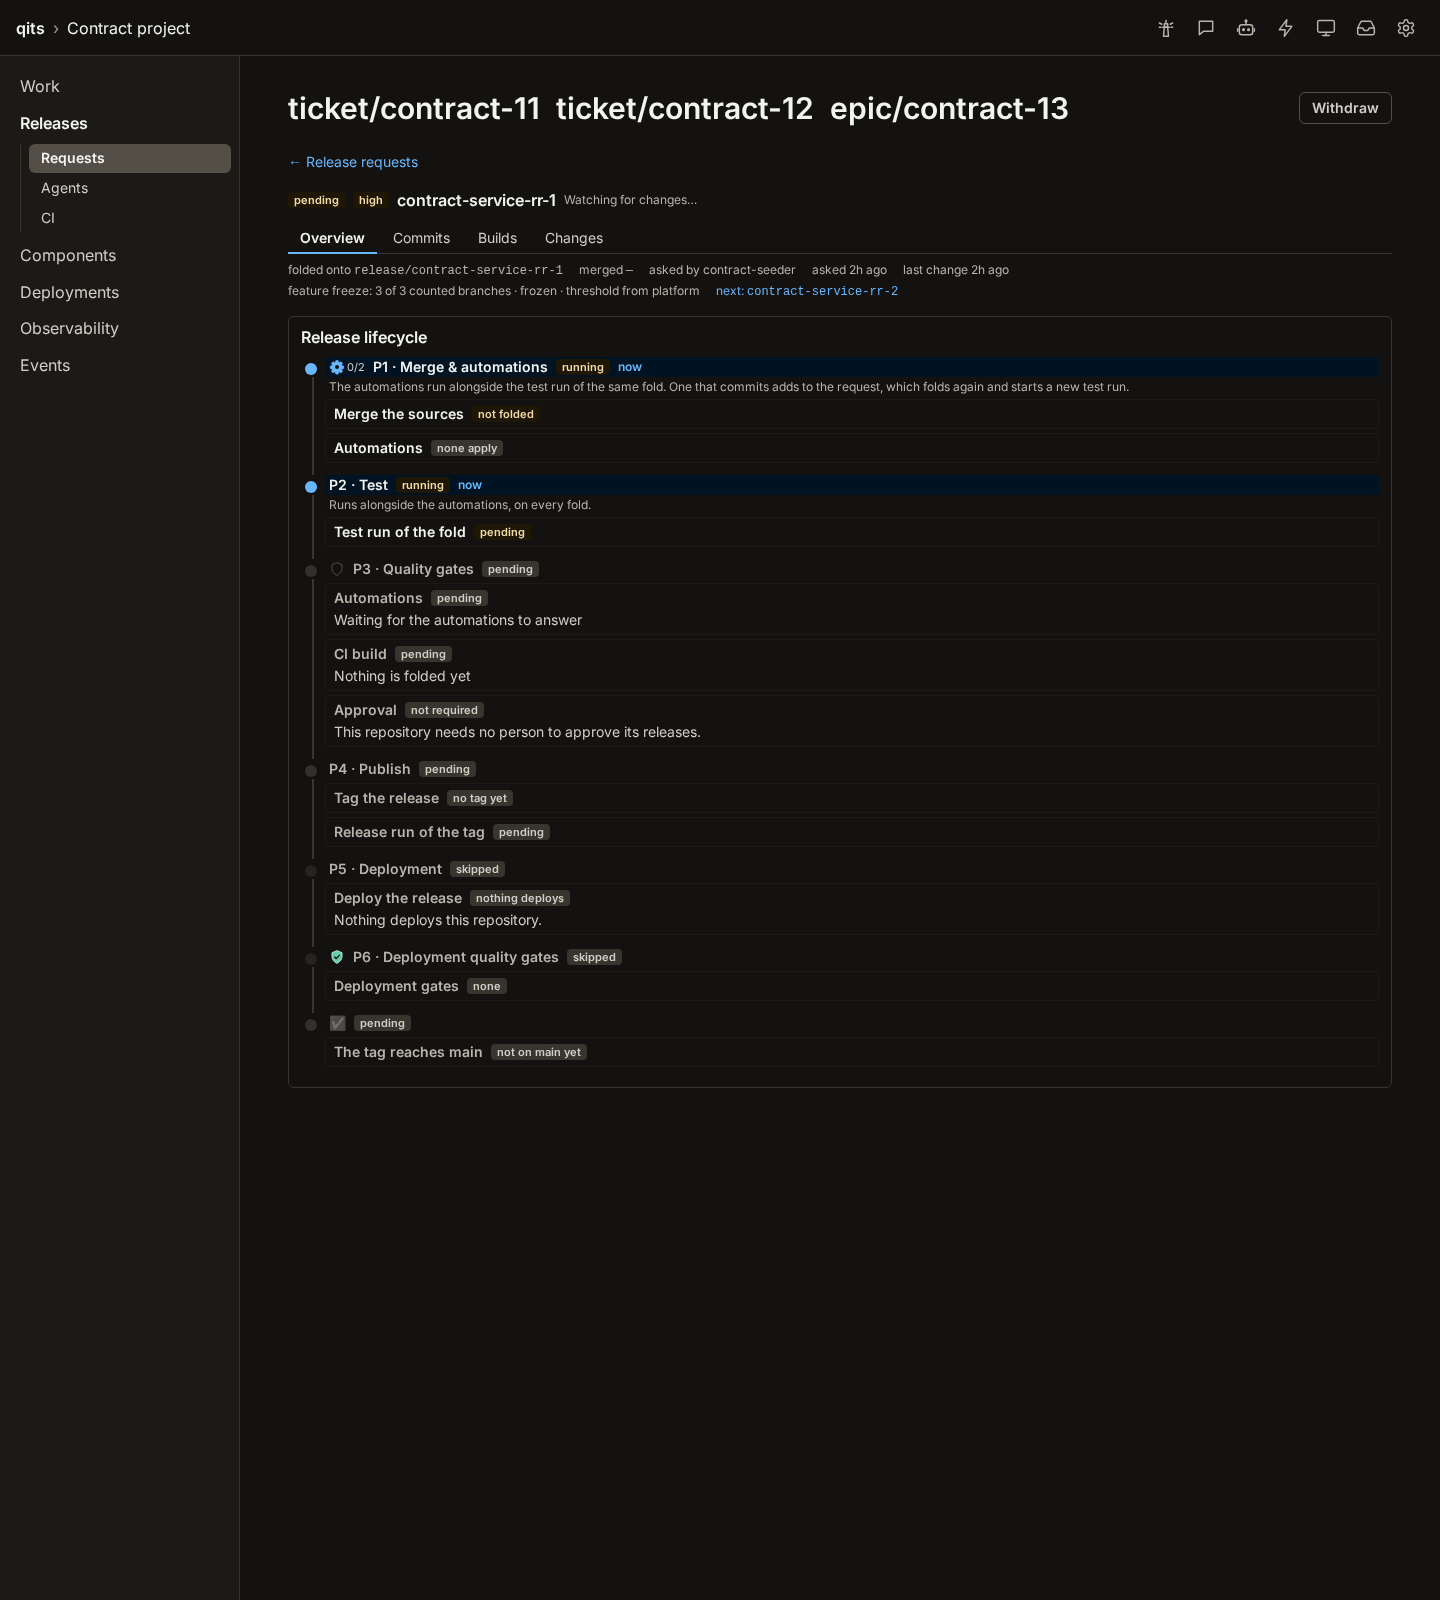 qits › Contract project
Work
Releases
Requests
Agents
CI
Components
Deployments
Observability
Events
ticket/contract-11 ticket/contract-12 epic/contract-13
Withdraw
← Release requests
pending high contract-service-rr-1 Watching for changes…
Overview Commits Builds Changes
folded onto release/contract-service-rr-1 merged — asked by contract-seeder asked 2h ago last change 2h ago
feature freeze: 3 of 3 counted branches · frozen · threshold from platform next: contract-service-rr-2
Release lifecycle
0/2 P1 · Merge & automations running now
The automations run alongside the test run of the same fold. One that commits adds to the request, which folds again and starts a new test run.
Merge the sources not folded
Automations none apply
P2 · Test running now
Runs alongside the automations, on every fold.
Test run of the fold pending
P3 · Quality gates pending
Automations pending
Waiting for the automations to answer
CI build pending
Nothing is folded yet
Approval not required
This repository needs no person to approve its releases.
P4 · Publish pending
Tag the release no tag yet
Release run of the tag pending
P5 · Deployment skipped
Deploy the release nothing deploys
Nothing deploys this repository.
P6 · Deployment quality gates skipped
Deployment gates none
pending
The tag reaches main not on main yet